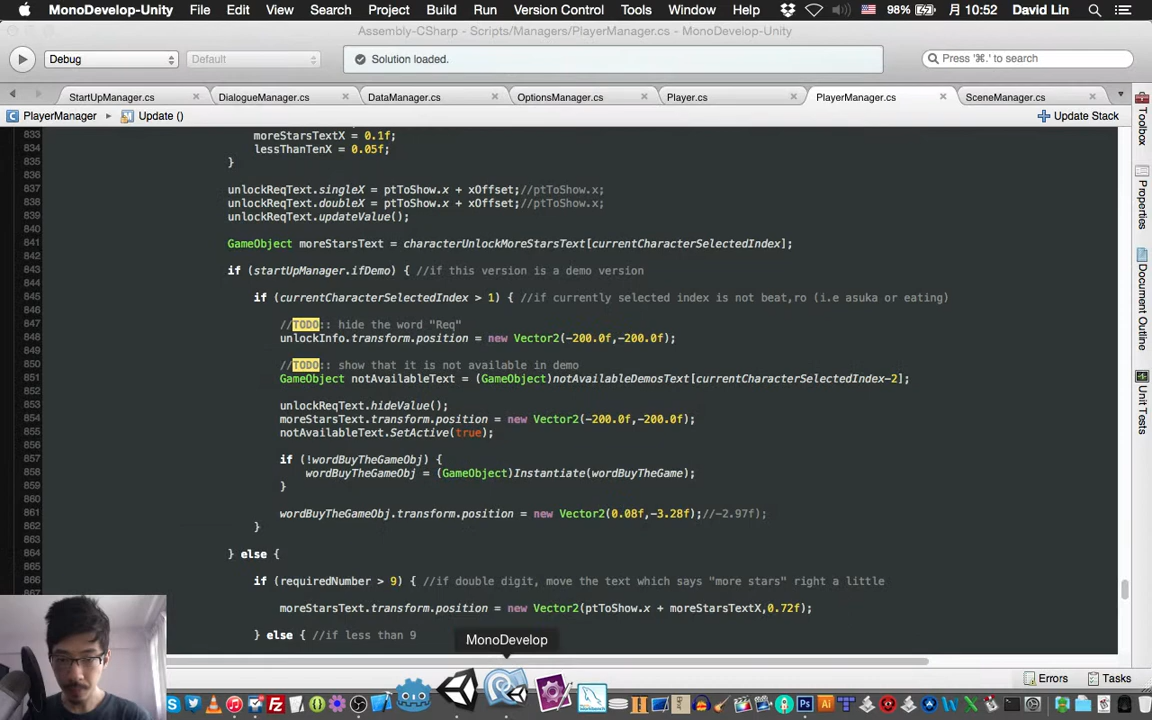 MonoDevelop-Unity File Edit View Search Project Build Run Version Control Tools Window Help 98% 月 10:52 David Lin
Assembly-CSharp - Scripts/Managers/PlayerManager.cs - MonoDevelop-Unity
Debug Default Solution loaded. Press '⌘.' to search
StartUpManager.cs DialogueManager.cs DataManager.cs OptionsManager.cs Player.cs PlayerManager.cs SceneManager.cs
PlayerManager Update () Update Stack
833 moreStarsTextX = 0.1f;
834 lessThanTenX = 0.05f;
835 }
836
837 unlockReqText.singleX = ptToShow.x + xOffset;//ptToShow.x;
838 unlockReqText.doubleX = ptToShow.x + xOffset;//ptToShow.x;
839 unlockReqText.updateValue();
840
841 GameObject moreStarsText = characterUnlockMoreStarsText[currentCharacterSelectedIndex];
842
843 if (startUpManager.ifDemo) { //if this version is a demo version
844
845 if (currentCharacterSelectedIndex > 1) { //if currently selected index is not beat,ro (i.e asuka or eating)
846
847 //TODO:: hide the word "Req"
848 unlockInfo.transform.position = new Vector2(-200.0f,-200.0f);
849
850 //TODO:: show that it is not available in demo
851 GameObject notAvailableText = (GameObject)notAvailableDemosText[currentCharacterSelectedIndex-2];
852
853 unlockReqText.hideValue();
854 moreStarsText.transform.position = new Vector2(-200.0f,-200.0f);
855 notAvailableText.SetActive(true);
856
857 if (!wordBuyTheGameObj) {
858 wordBuyTheGameObj = (GameObject)Instantiate(wordBuyTheGame);
859 }
860
861 wordBuyTheGameObj.transform.position = new Vector2(0.08f,-3.28f);//-2.97f);
862 }
863
864 } else {
865
866 if (requiredNumber > 9) { //if double digit, move the text which says "more stars" right a little
867
moreStarsText.transform.position = new Vector2(ptToShow.x + moreStarsTextX,0.72f);
} else { //if less than 9
MonoDevelop
Toolbox
Properties
Document Outline
Unit Tests
Errors Tasks